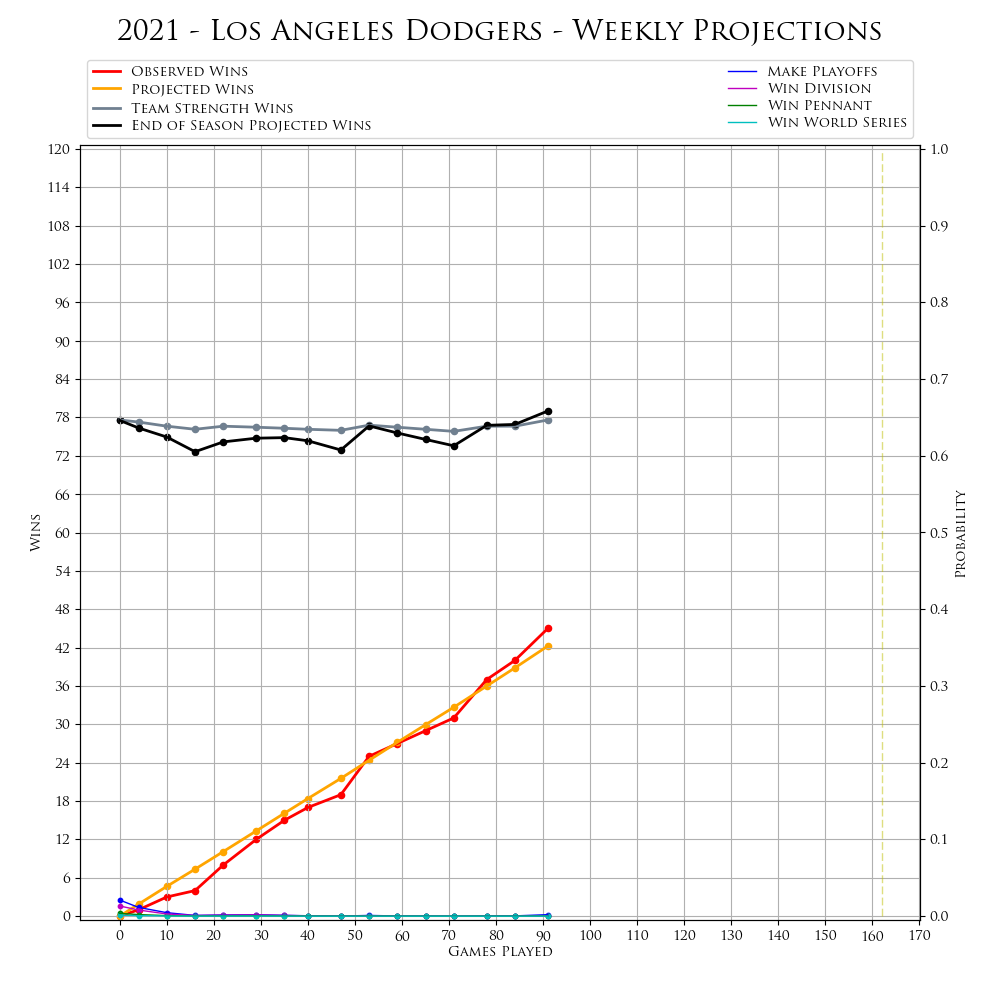 2021 - Los Angeles Dodgers - Weekly Projections
Observed Wins
Projected Wins
Team Strength Wins
End of Season Projected Wins
Make Playoffs
Win Division
Win Pennant
Win World Series
120
114
108
102
96
90
84
78
72
66
60
54
48
42
36
30
24
18
12
6
0
Wins
1.0
0.9
0.8
0.7
0.6
0.5
0.4
0.3
0.2
0.1
0.0
Probability
0 10 20 30 40 50 60 70 80 90 100 110 120 130 140 150 160 170
Games Played